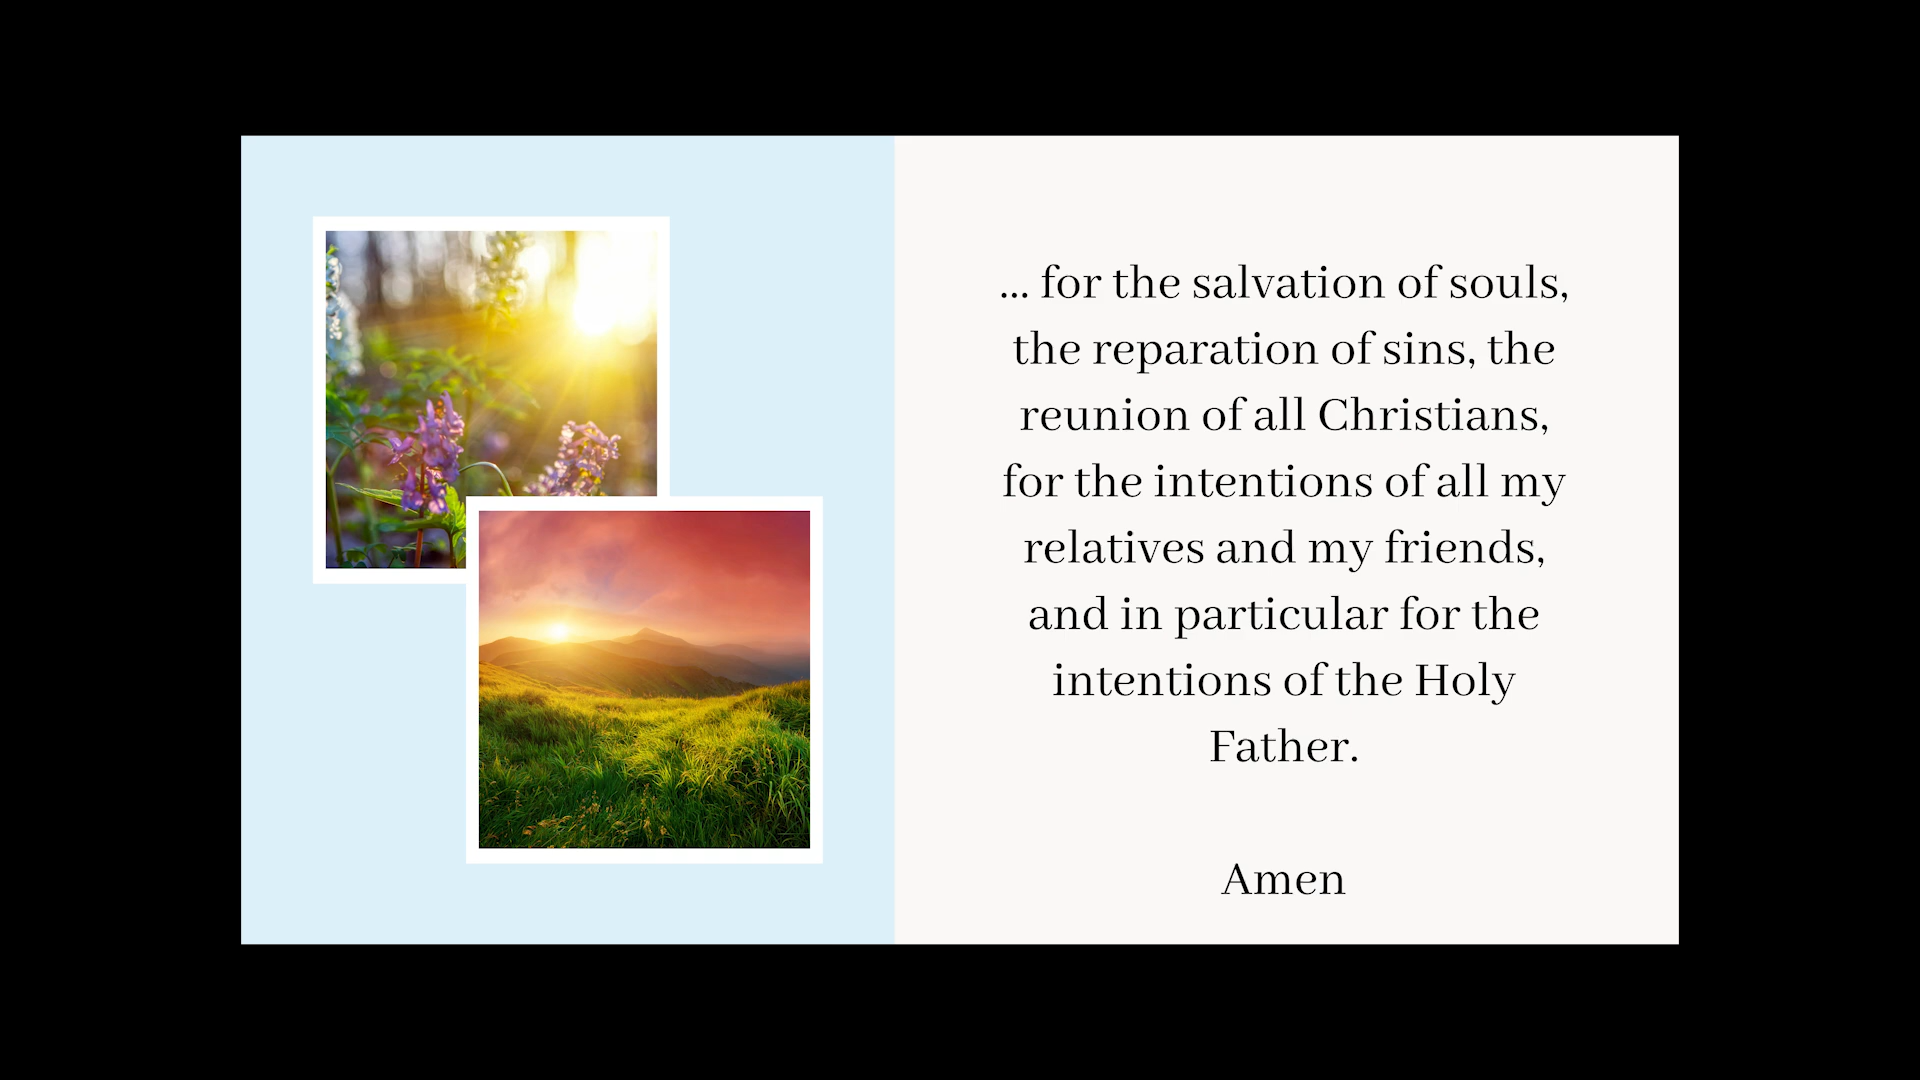 ... for the salvation of souls,
the reparation of sins, the
reunion of all Christians,
for the intentions of all my
relatives and my friends,
and in particular for the
intentions of the Holy
Father.
Amen